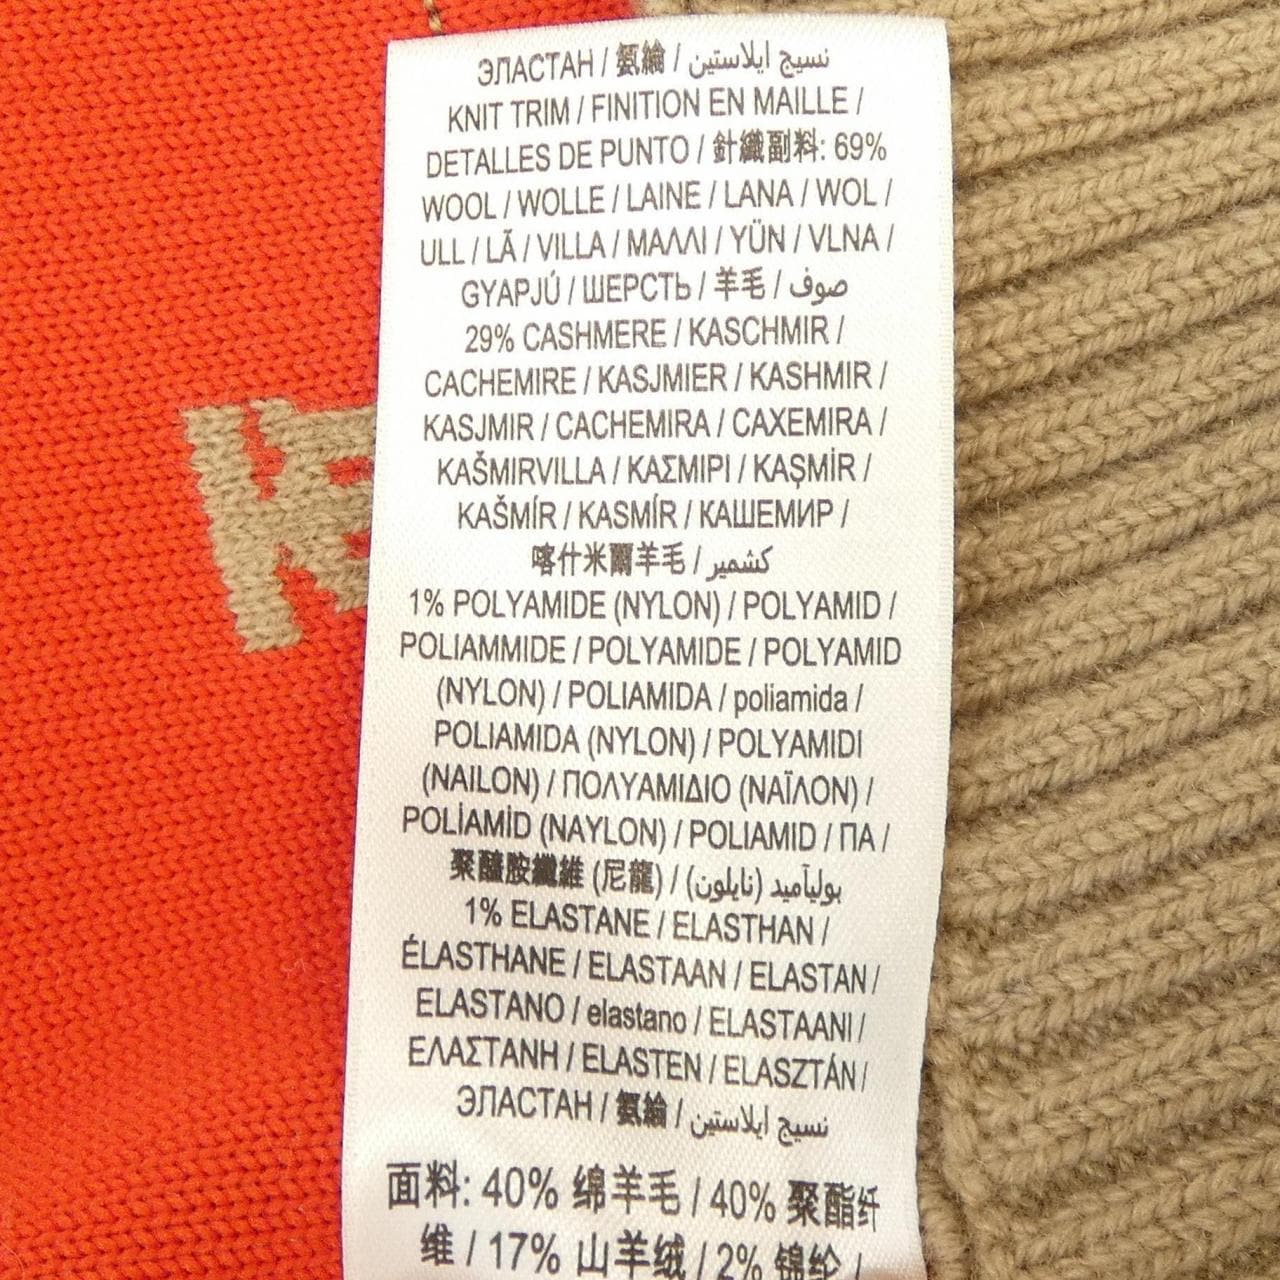 ЭЛАСТАН / 氨綸 / نسيج ايلاستين
KNIT TRIM / FINITION EN MAILLE /
DETALLES DE PUNTO / 針織副料: 69%
WOOL / WOLLE / LAINE / LANA / WOL /
ULL / LÃ / VILLA / ΜΑΛΛΙ / YÜN / VLNA /
GYAPJÚ / ШЕРСТЬ / 羊毛 / صوف
29% CASHMERE / KASCHMIR /
CACHEMIRE / KASJMIER / KASHMIR /
KASJMIR / CACHEMIRA / CAXEMIRA /
KAŠMIRVILLA / ΚΑΣΜΙΡΙ / KAŞMİR /
KAŠMÍR / KASMÍR / КАШЕМИР /
喀什米爾羊毛 / كشمير
1% POLYAMIDE (NYLON) / POLYAMID /
POLIAMMIDE / POLYAMIDE / POLYAMID
(NYLON) / POLIAMIDA / poliamida /
POLIAMIDA (NYLON) / POLYAMIDI
(NAILON) / ΠΟΛΥΑΜΙΔΙΟ (ΝΑΪΛΟΝ) /
POLİAMİD (NAYLON) / POLIAMID / ПА /
聚醯胺纖維 (尼龍) / بولياميد (نايلون)
1% ELASTANE / ELASTHAN /
ÉLASTHANE / ELASTAAN / ELASTAN /
ELASTANO / elastano / ELASTAANI /
ΕΛΑΣΤΑΝΗ / ELASTEN / ELASZTÁN /
ЭЛАСТАН / 氨綸 / نسيج ايلاستين
面料: 40% 绵羊毛 / 40% 聚酯纤
维 / 17% 山羊绒 / 2% 锦纶 /